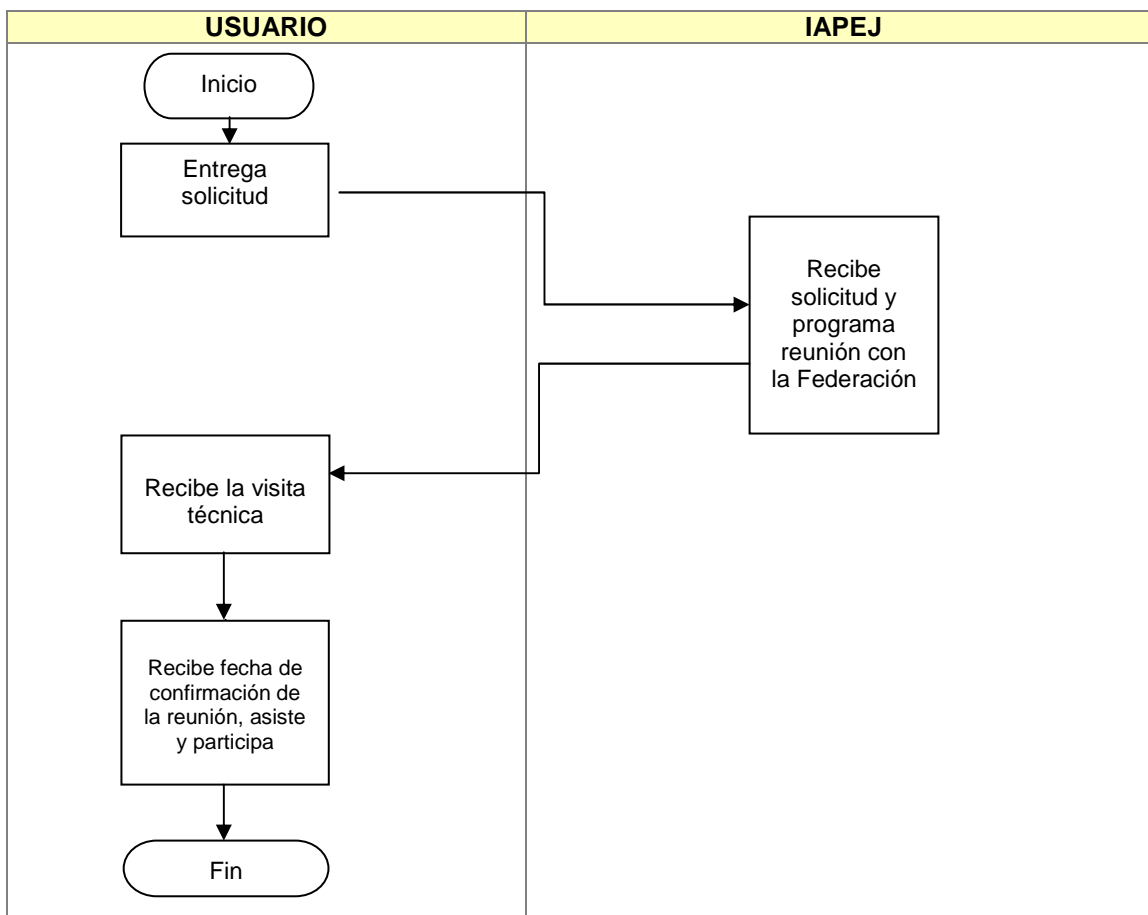 USUARIO
IAPEJ
Inicio
Entrega
solicitud
Recibe
solicitud y
programa
reunión con
la Federación
Recibe la visita
técnica
Recibe fecha de
confirmación de
la reunión, asiste
y participa
Fin